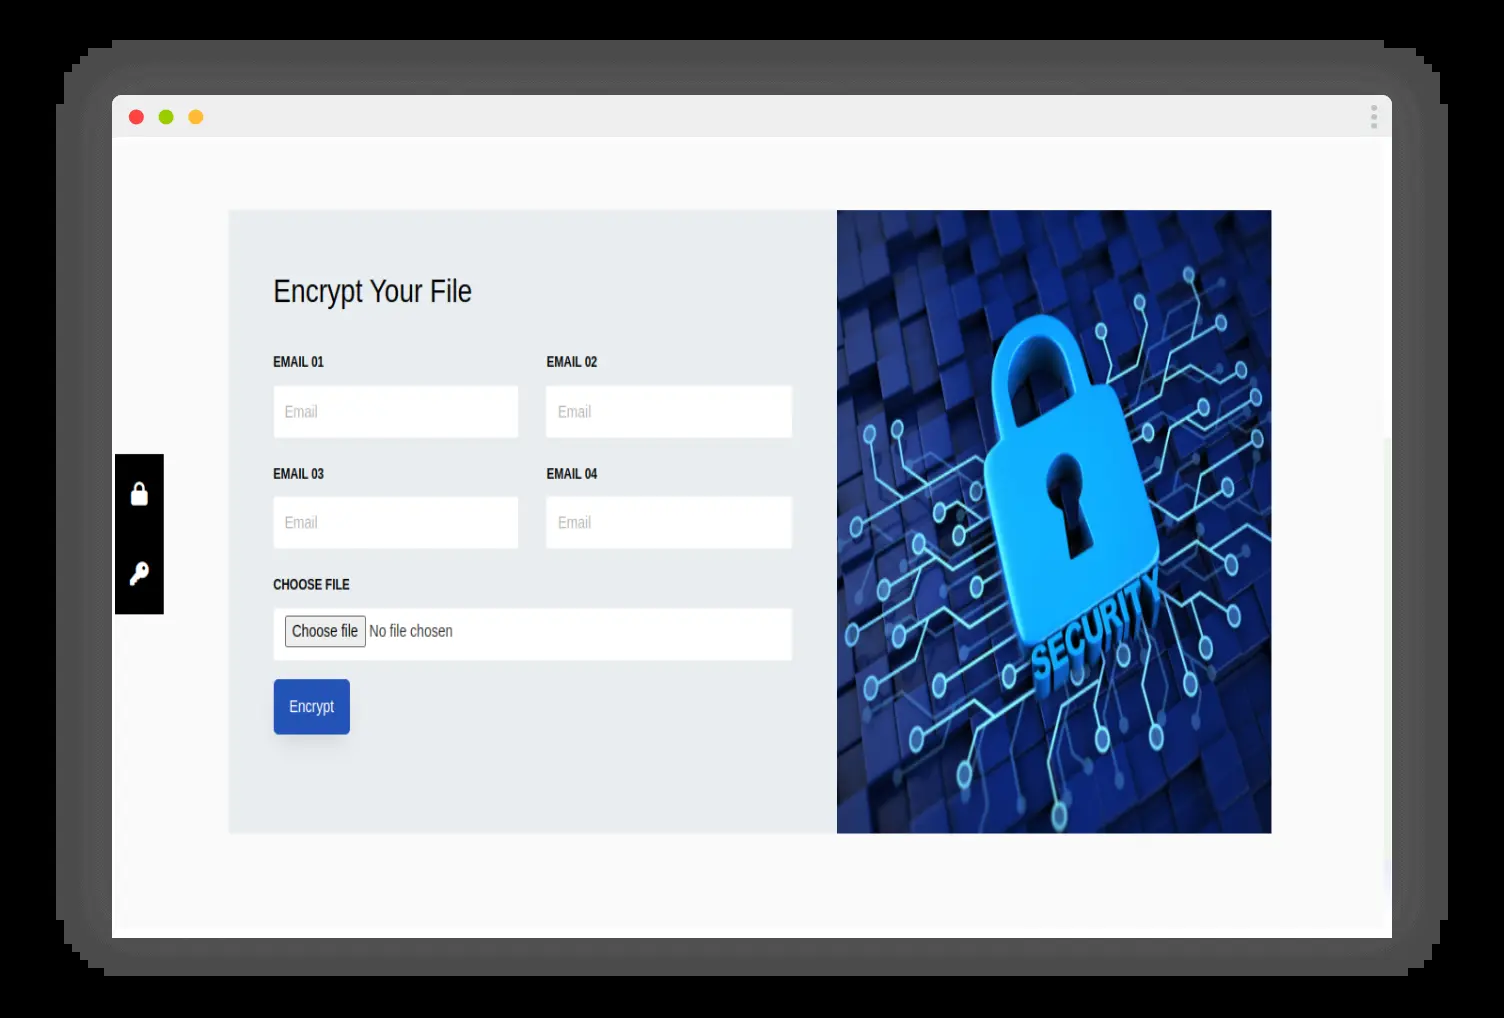 Encrypt Your File
EMAIL 01
EMAIL 02
Email
Email
EMAIL 03
EMAIL 04
Email
Email
CHOOSE FILE
Choose file No file chosen
Encrypt
SECURITY